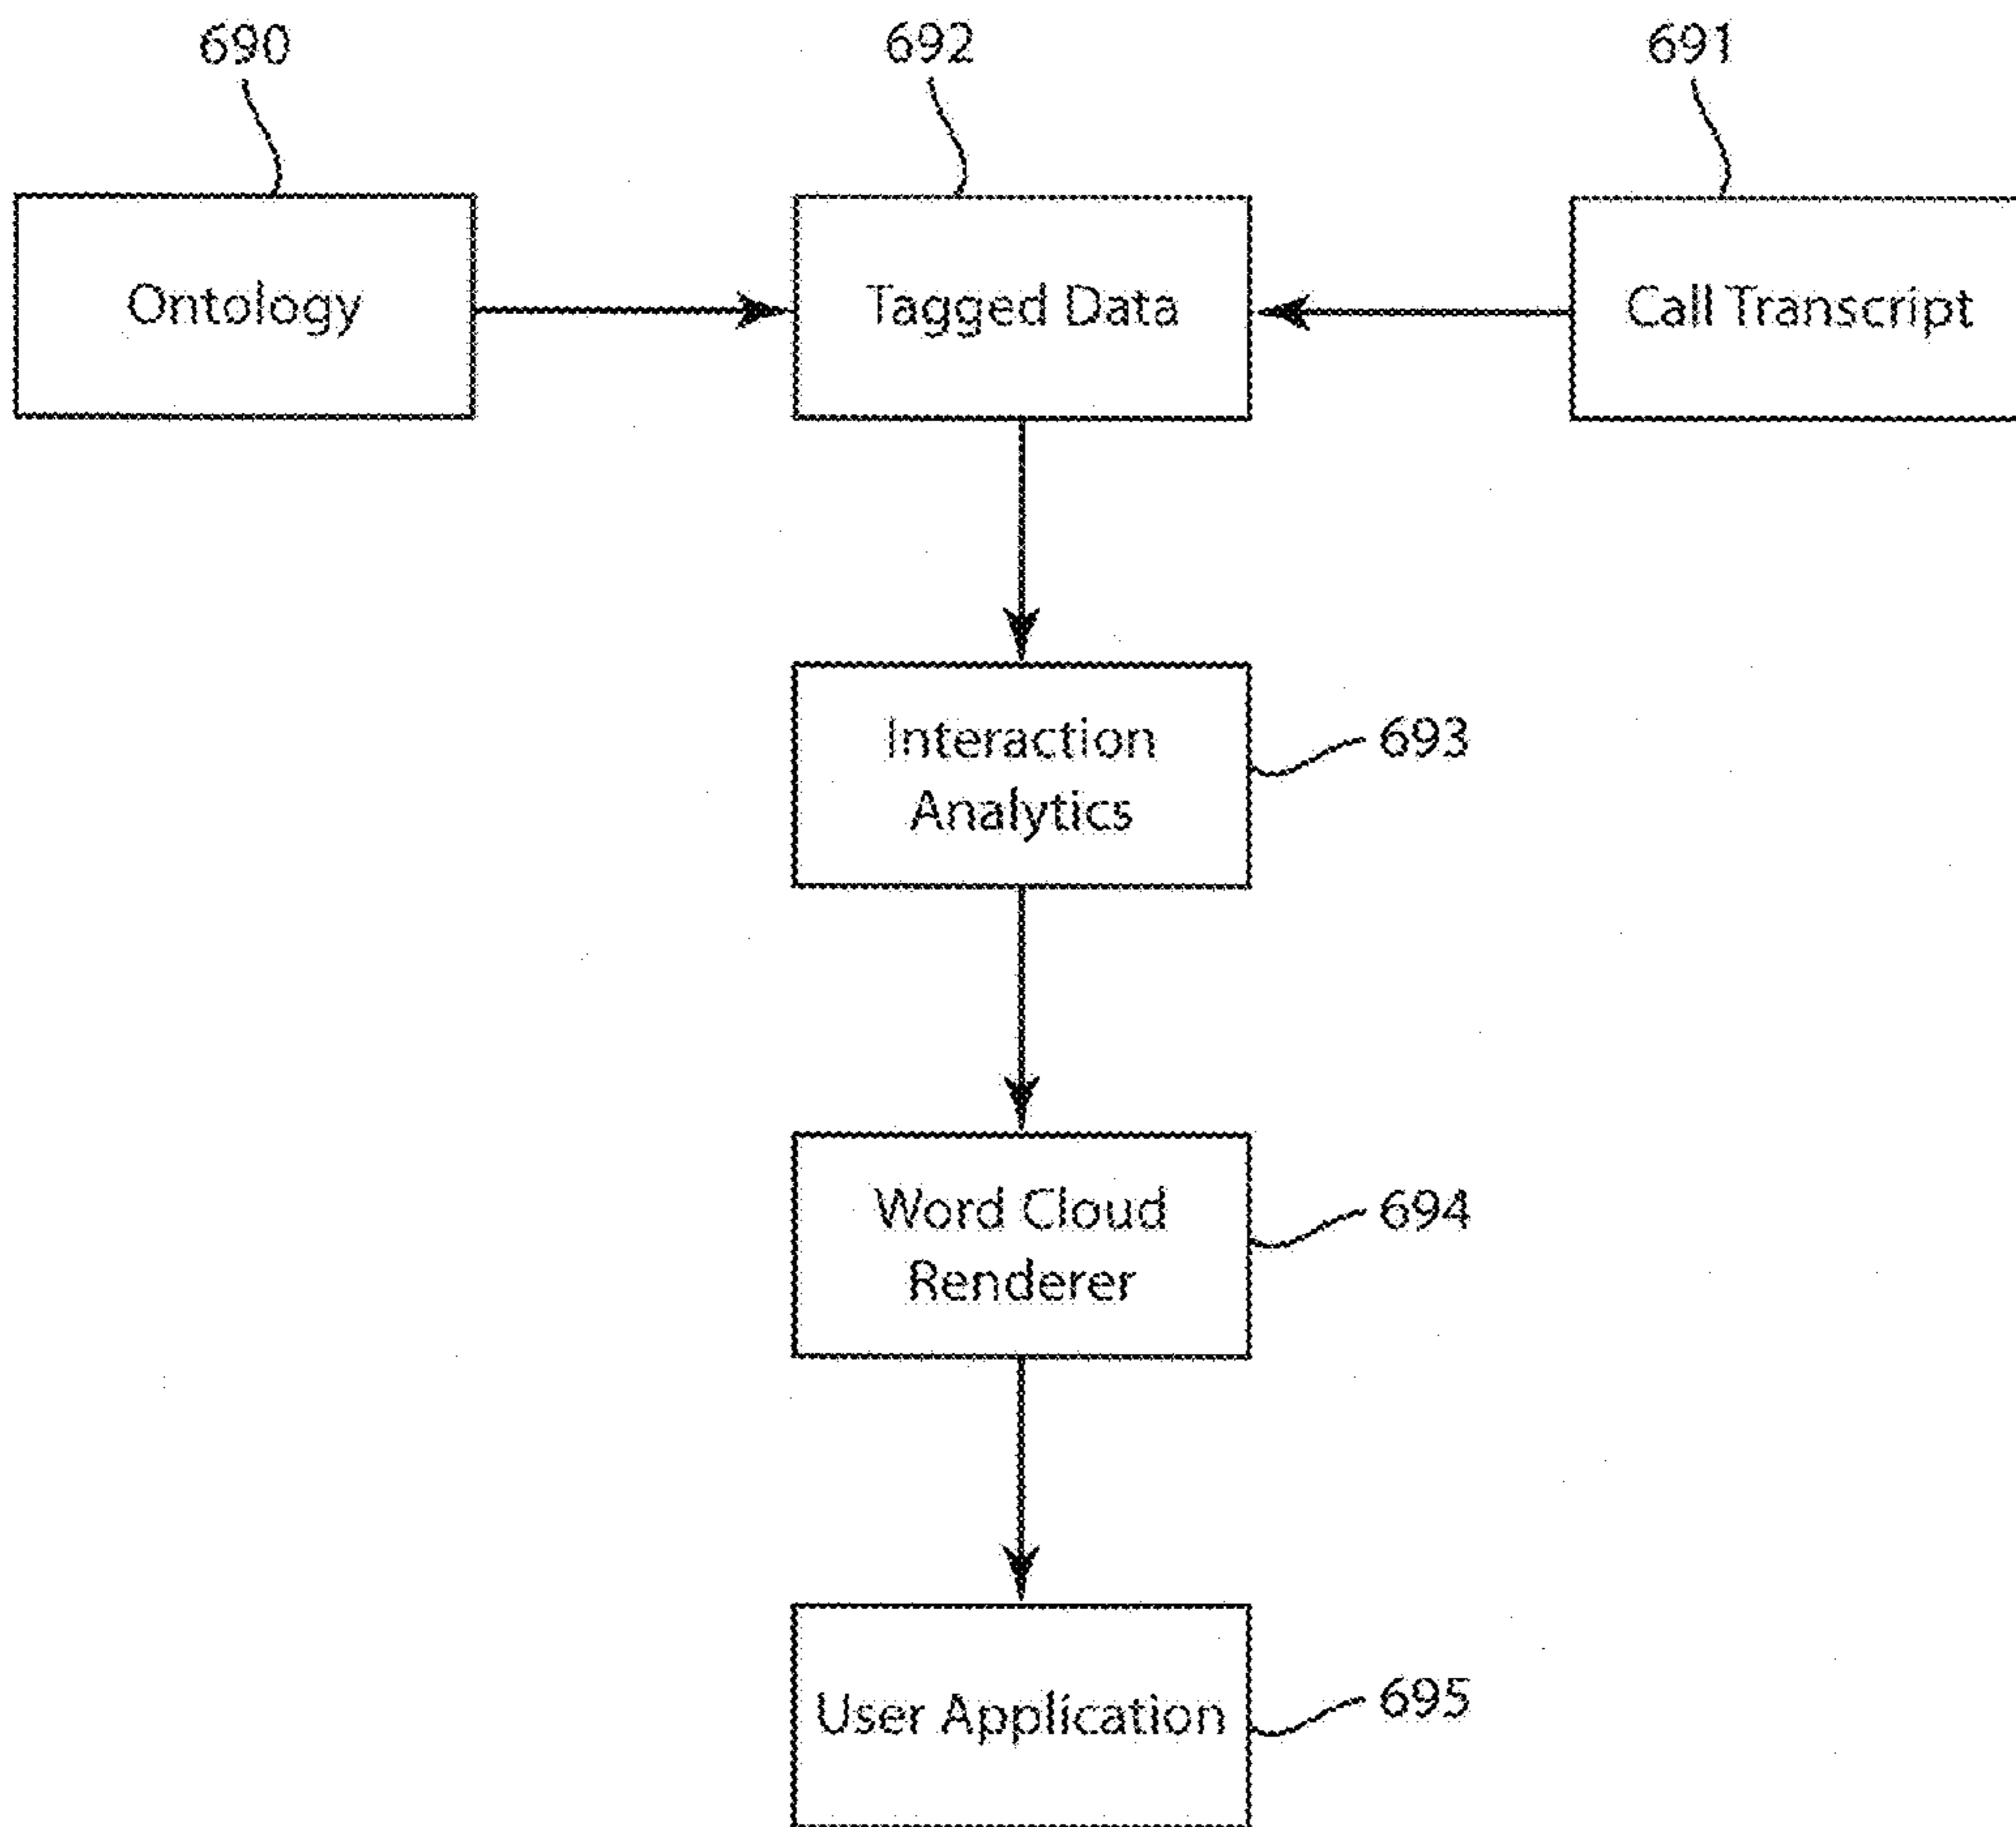 690
692
691
Ontology
Tagged Data
Call Transcript
Interaction
Analytics
693
Word Cloud
Renderer
694
User Application
695